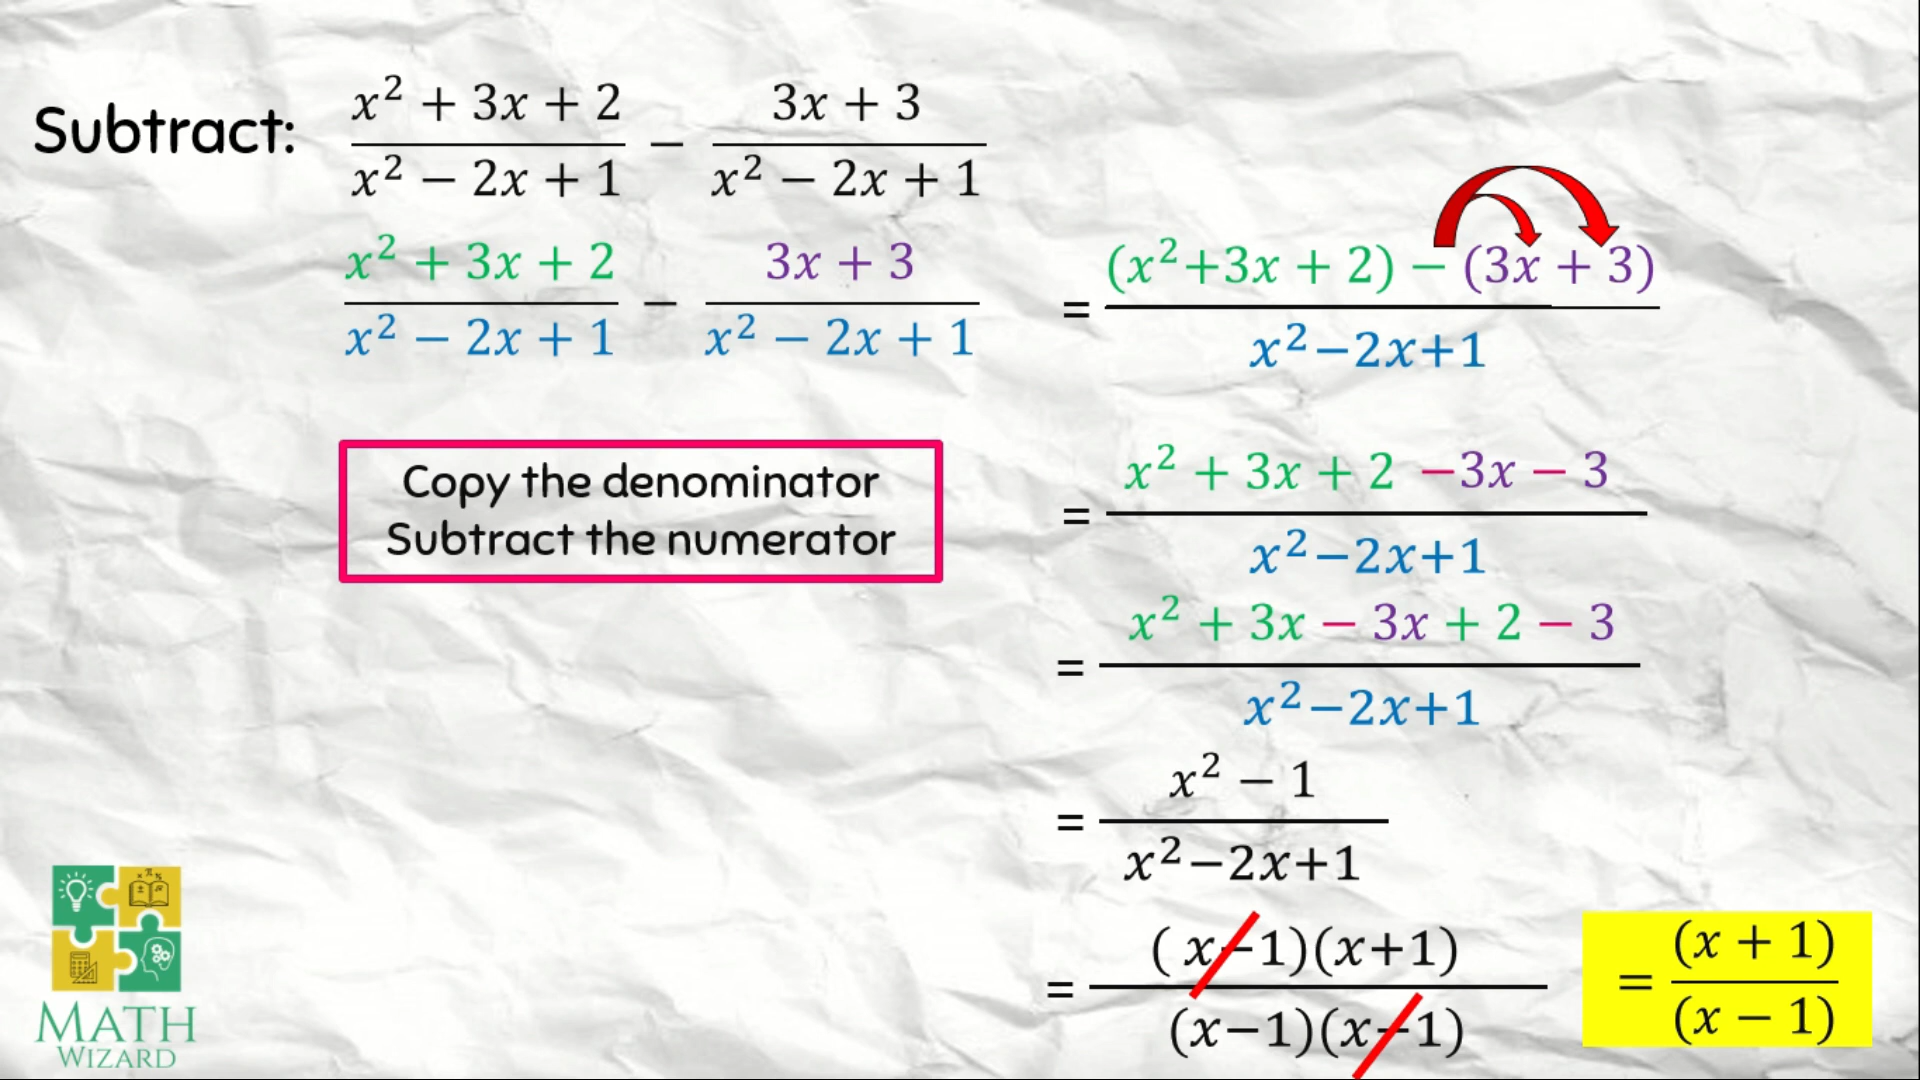 Subtract: x² + 3x + 2 / x² − 2x + 1 − 3x + 3 / x² − 2x + 1
x² + 3x + 2 / x² − 2x + 1 − 3x + 3 / x² − 2x + 1
Copy the denominator
Subtract the numerator
= (x²+3x + 2) − (3x + 3) / x²−2x+1
= x² + 3x + 2 −3x − 3 / x²−2x+1
= x² + 3x − 3x + 2 − 3 / x²−2x+1
= x² − 1 / x²−2x+1
= ( x−1)(x+1) / (x−1)(x−1)
= (x + 1) / (x − 1)
MATH
WIZARD